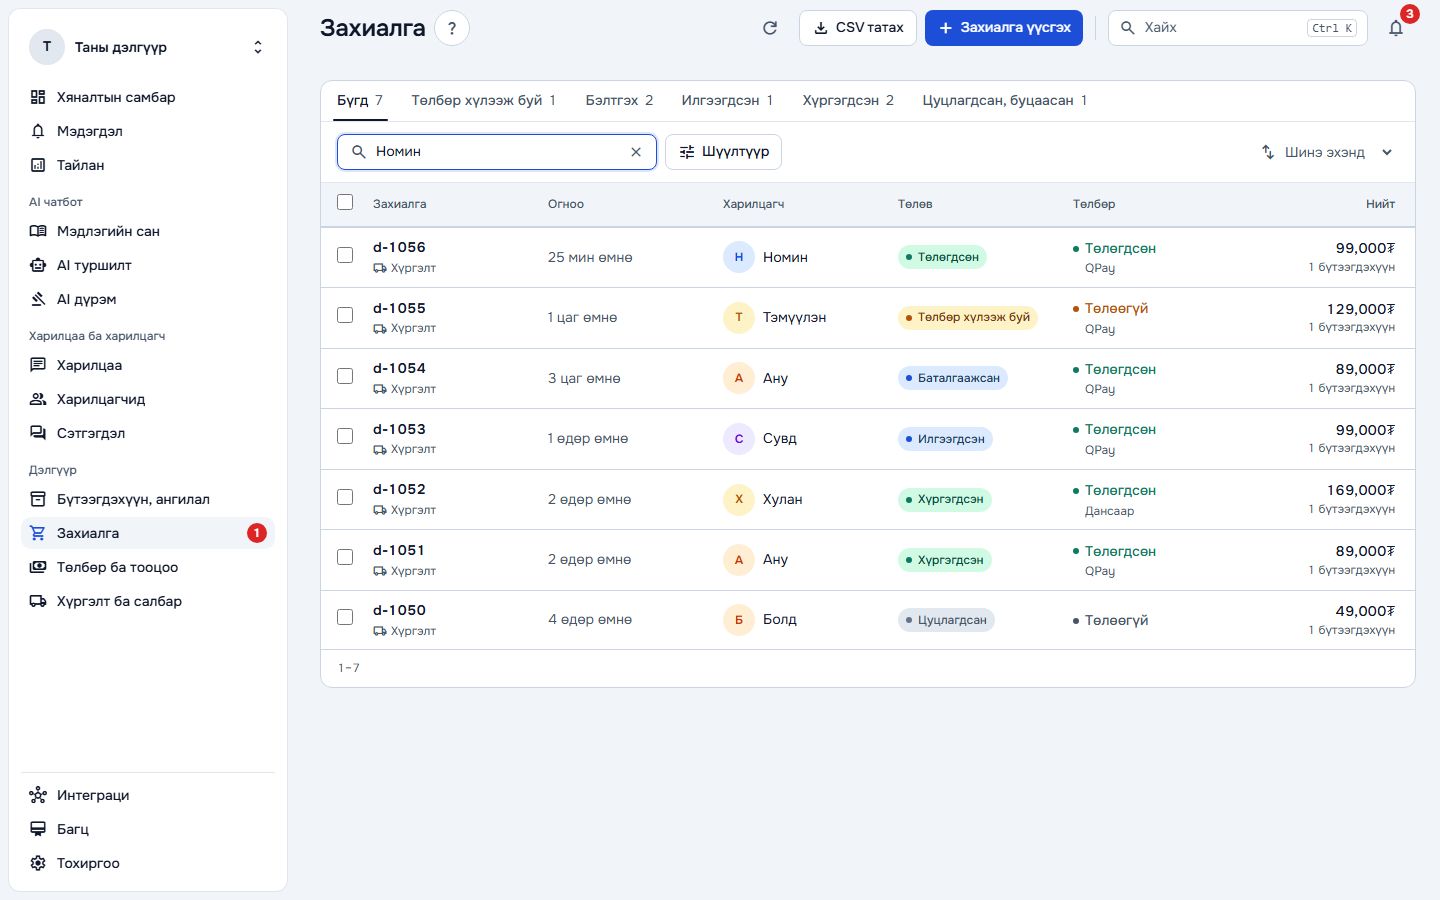 Т Таны дэлгүүр
Хяналтын самбар
Мэдэгдэл
Тайлан
AI чатбот
Мэдлэгийн сан
AI туршилт
AI дүрэм
Харилцаа ба харилцагч
Харилцаа
Харилцагчид
Сэтгэгдэл
Дэлгүүр
Бүтээгдэхүүн, ангилал
Захиалга 1
Төлбөр ба тооцоо
Хүргэлт ба салбар
Интеграци
Багц
Тохиргоо
Захиалга ? CSV татах Захиалга үүсгэх Хайх Ctrl K 3
Бүгд 7 Төлбөр хүлээж буй 1 Бэлтгэх 2 Илгээгдсэн 1 Хүргэгдсэн 2 Цуцлагдсан, буцаасан 1
Номин Шүүлтүүр Шинэ эхэнд
Захиалга Огноо Харилцагч Төлөв Төлбөр Нийт
d-1056 25 мин өмнө Н Номин Төлөгдсөн Төлөгдсөн 99,000₮
Хүргэлт QPay 1 бүтээгдэхүүн
d-1055 1 цаг өмнө Т Тэмүүлэн Төлбөр хүлээж буй Төлөөгүй 129,000₮
Хүргэлт QPay 1 бүтээгдэхүүн
d-1054 3 цаг өмнө А Ану Баталгаажсан Төлөгдсөн 89,000₮
Хүргэлт QPay 1 бүтээгдэхүүн
d-1053 1 өдөр өмнө С Сувд Илгээгдсэн Төлөгдсөн 99,000₮
Хүргэлт QPay 1 бүтээгдэхүүн
d-1052 2 өдөр өмнө Х Хулан Хүргэгдсэн Төлөгдсөн 169,000₮
Хүргэлт Дансаар 1 бүтээгдэхүүн
d-1051 2 өдөр өмнө А Ану Хүргэгдсэн Төлөгдсөн 89,000₮
Хүргэлт QPay 1 бүтээгдэхүүн
d-1050 4 өдөр өмнө Б Болд Цуцлагдсан Төлөөгүй 49,000₮
Хүргэлт 1 бүтээгдэхүүн
1–7